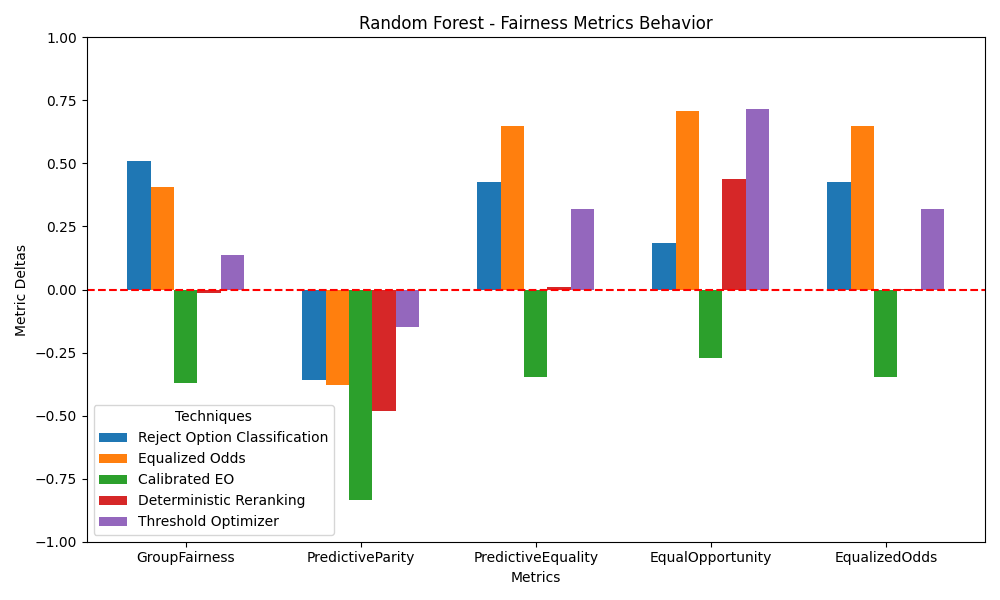 Random Forest - Fairness Metrics Behavior
1.00
0.75
0.50
0.25
0.00
−0.25
−0.50
−0.75
−1.00
Metric Deltas
Techniques
Reject Option Classification
Equalized Odds
Calibrated EO
Deterministic Reranking
Threshold Optimizer
GroupFairness PredictiveParity PredictiveEquality EqualOpportunity EqualizedOdds
Metrics